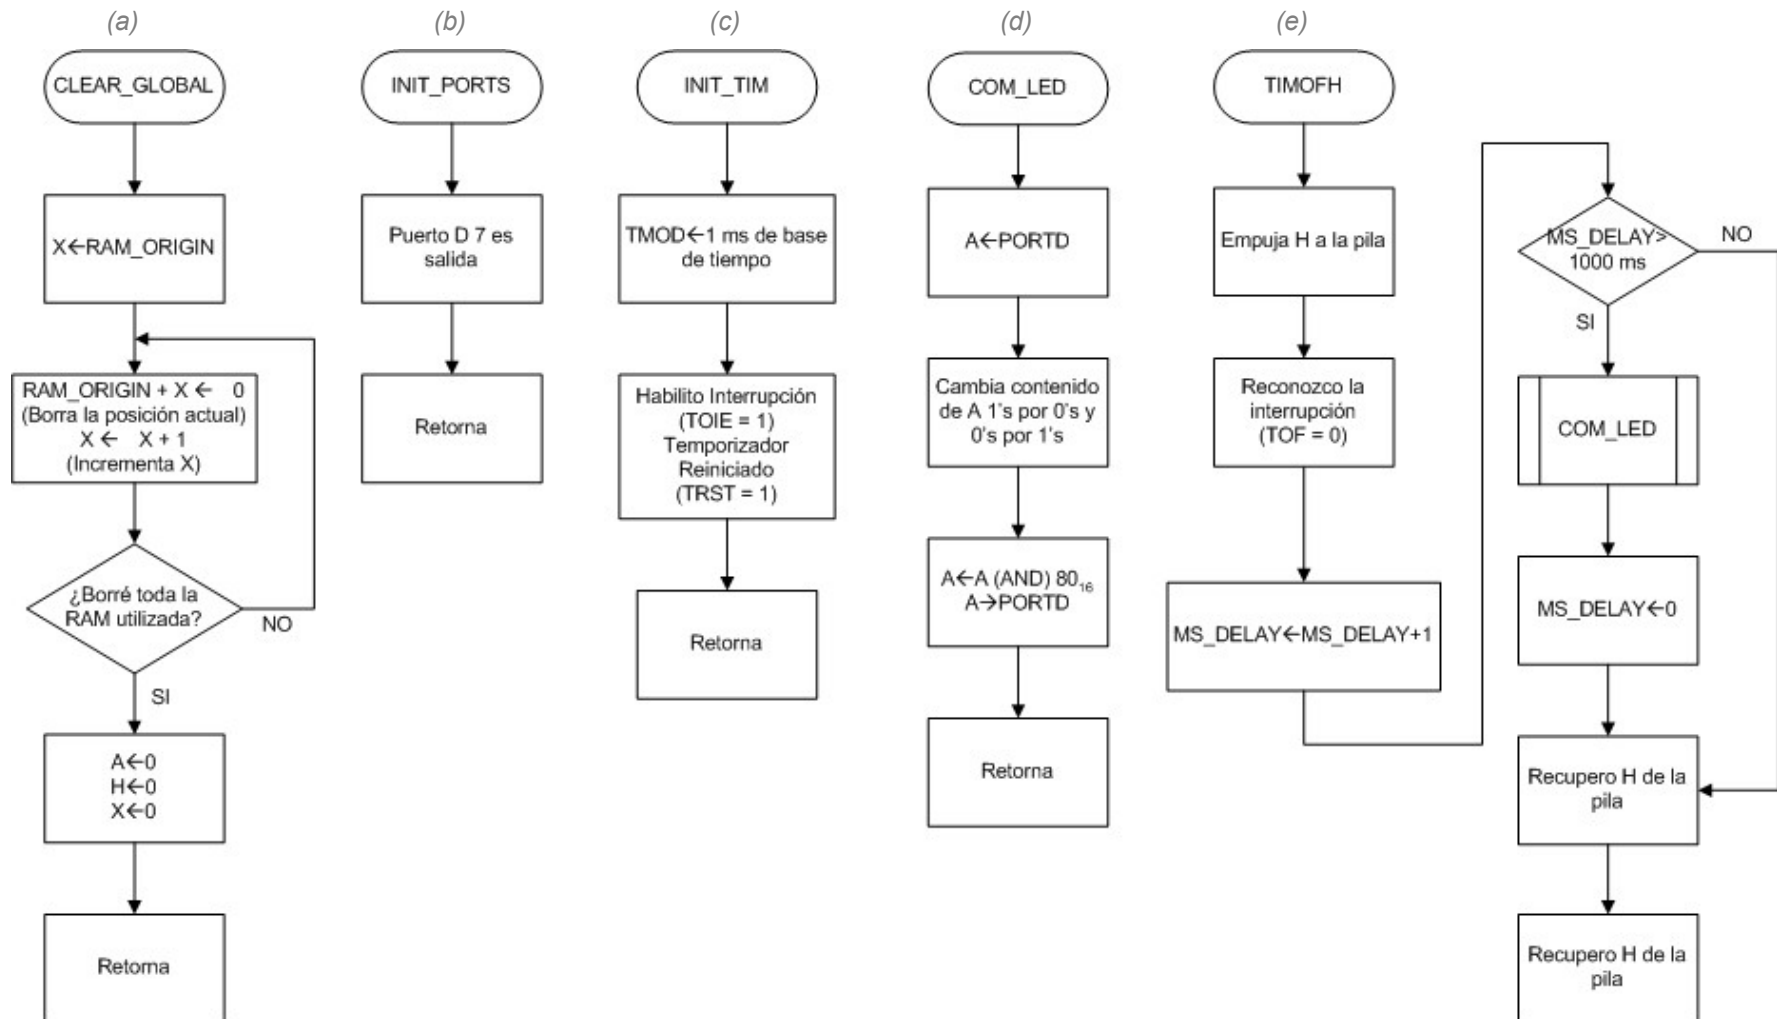 (a)
CLEAR_GLOBAL
X←RAM_ORIGIN
RAM_ORIGIN + X ← 0
(Borra la posición actual)
X ← X + 1
(Incrementa X)
¿Borré toda la
RAM utilizada?
NO
SI
A←0
H←0
X←0
Retorna
(b)
INIT_PORTS
Puerto D 7 es
salida
Retorna
(c)
INIT_TIM
TMOD←1 ms de base
de tiempo
Habilito Interrupción
(TOIE = 1)
Temporizador
Reiniciado
(TRST = 1)
Retorna
(d)
COM_LED
A←PORTD
Cambia contenido
de A 1's por 0's y
0's por 1's
A←A (AND) 80₁₆
A→PORTD
Retorna
(e)
TIMOFH
Empuja H a la pila
Reconozco la
interrupción
(TOF = 0)
MS_DELAY←MS_DELAY+1
MS_DELAY>
1000 ms
NO
SI
COM_LED
MS_DELAY←0
Recupero H de la
pila
Recupero H de la
pila